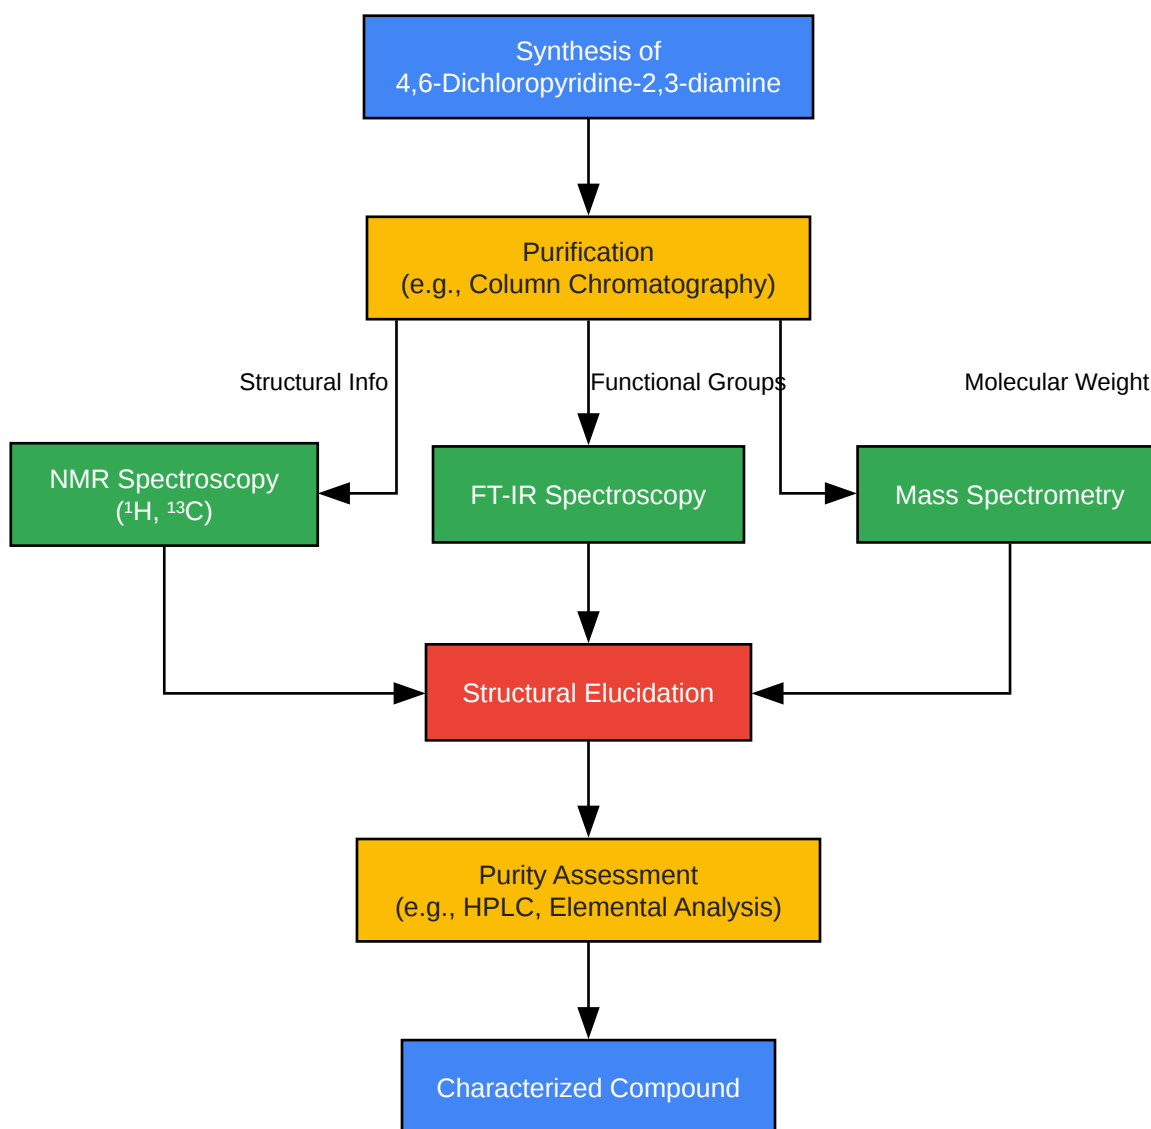 Synthesis of
4,6-Dichloropyridine-2,3-diamine
Purification
(e.g., Column Chromatography)
Structural Info
Functional Groups
Molecular Weight
NMR Spectroscopy
(¹H, ¹³C)
FT-IR Spectroscopy
Mass Spectrometry
Structural Elucidation
Purity Assessment
(e.g., HPLC, Elemental Analysis)
Characterized Compound